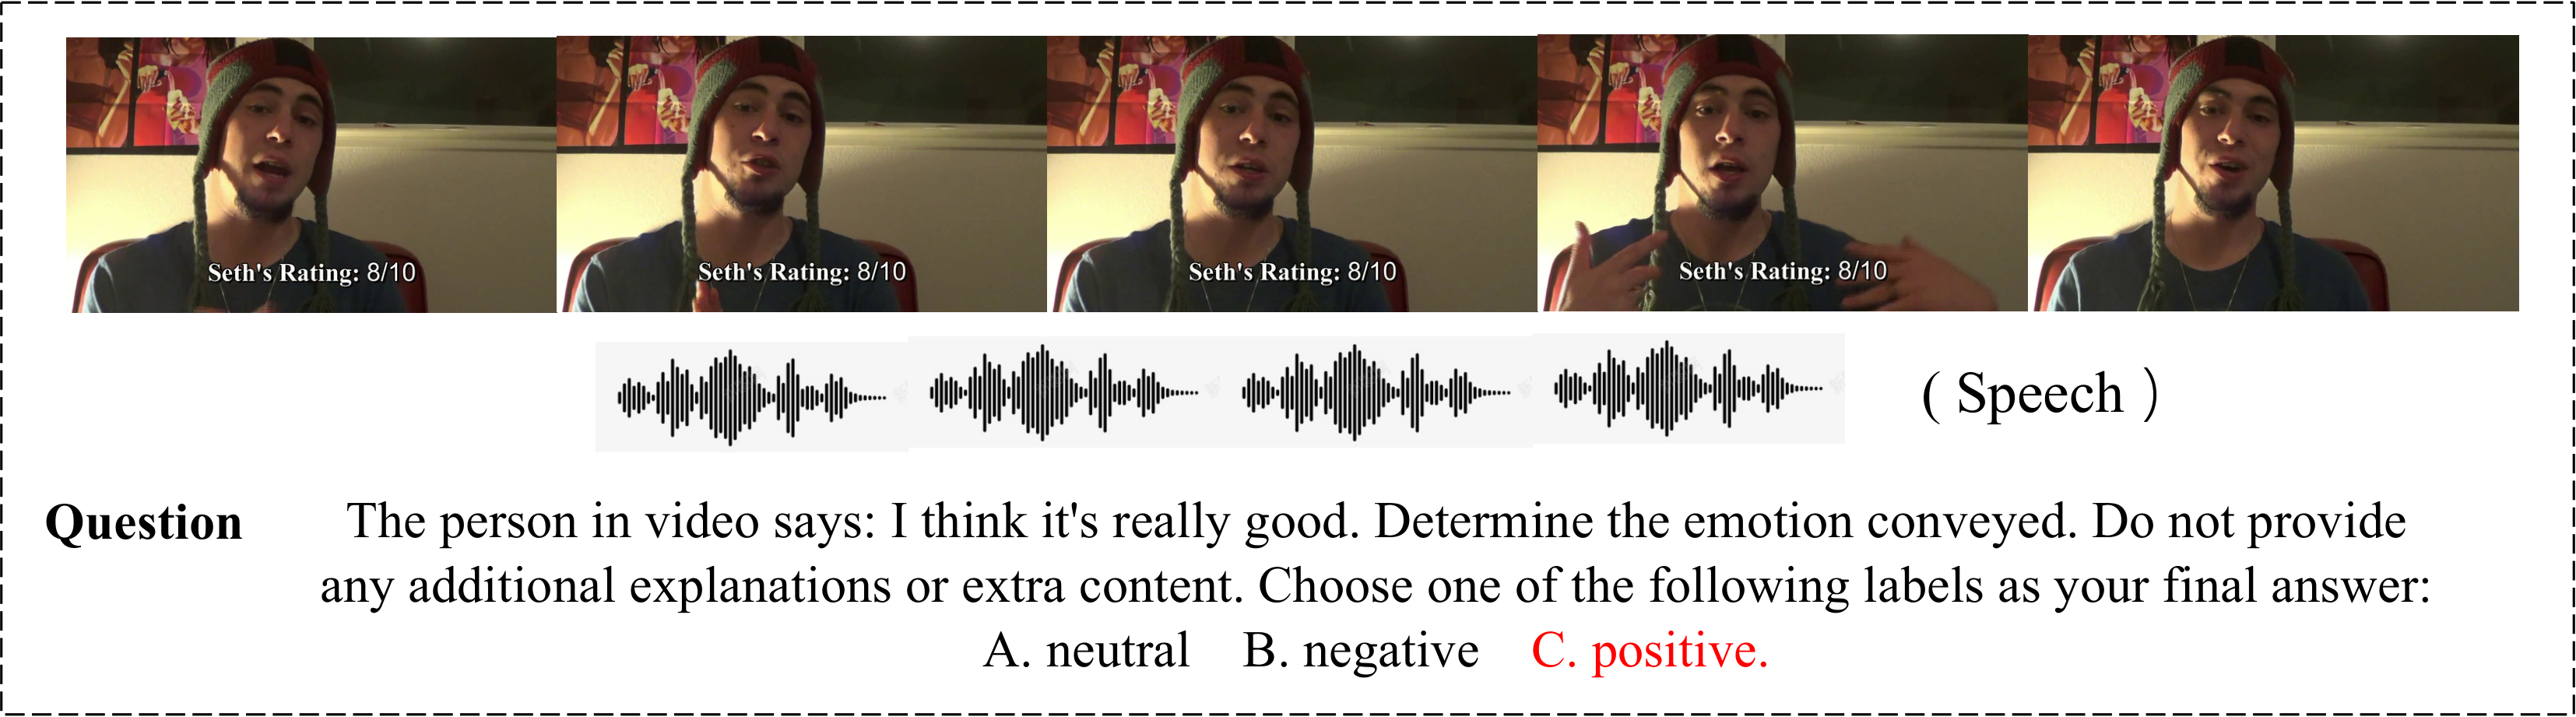 Seth's Rating: 8/10
Seth's Rating: 8/10
Seth's Rating: 8/10
Seth's Rating: 8/10
( Speech )
Question The person in video says: I think it's really good. Determine the emotion conveyed. Do not provide
any additional explanations or extra content. Choose one of the following labels as your final answer:
A. neutral B. negative C. positive.